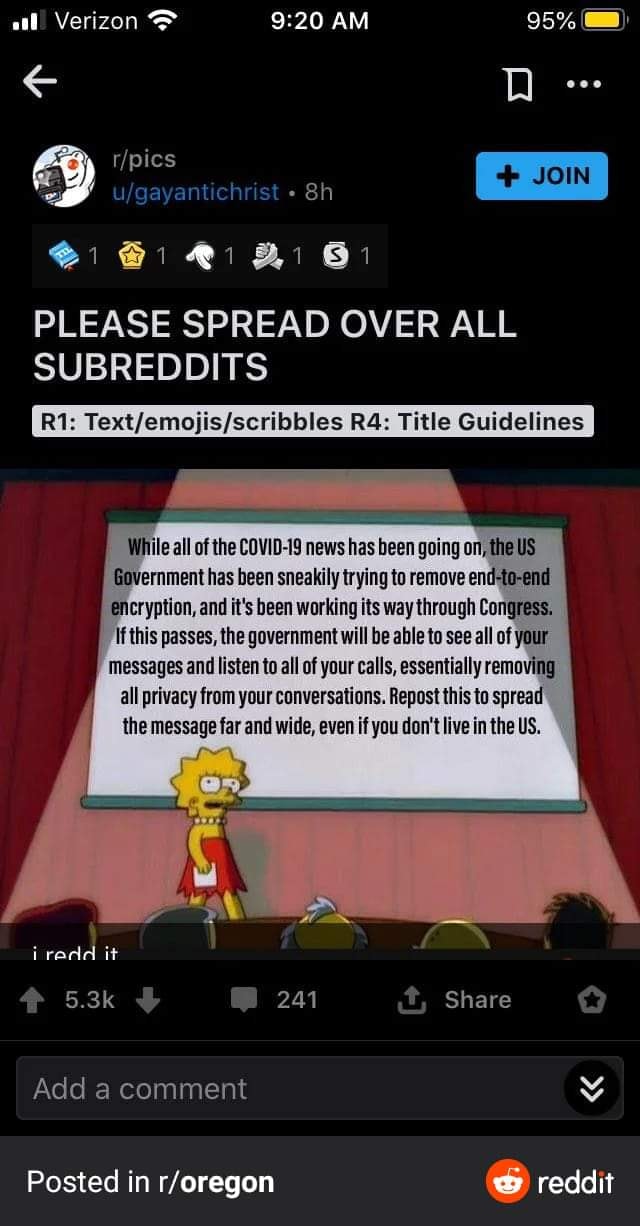 Verizon 9:20 AM 95%
r/pics
u/gayantichrist • 8h
+ JOIN
1 1 1 1 S 1
PLEASE SPREAD OVER ALL
SUBREDDITS
R1: Text/emojis/scribbles R4: Title Guidelines
While all of the COVID-19 news has been going on, the US
Government has been sneakily trying to remove end-to-end
encryption, and it's been working its way through Congress.
If this passes, the government will be able to see all of your
messages and listen to all of your calls, essentially removing
all privacy from your conversations. Repost this to spread
the message far and wide, even if you don't live in the US.
i.redd.it
5.3k 241 Share
Add a comment
Posted in r/oregon reddit